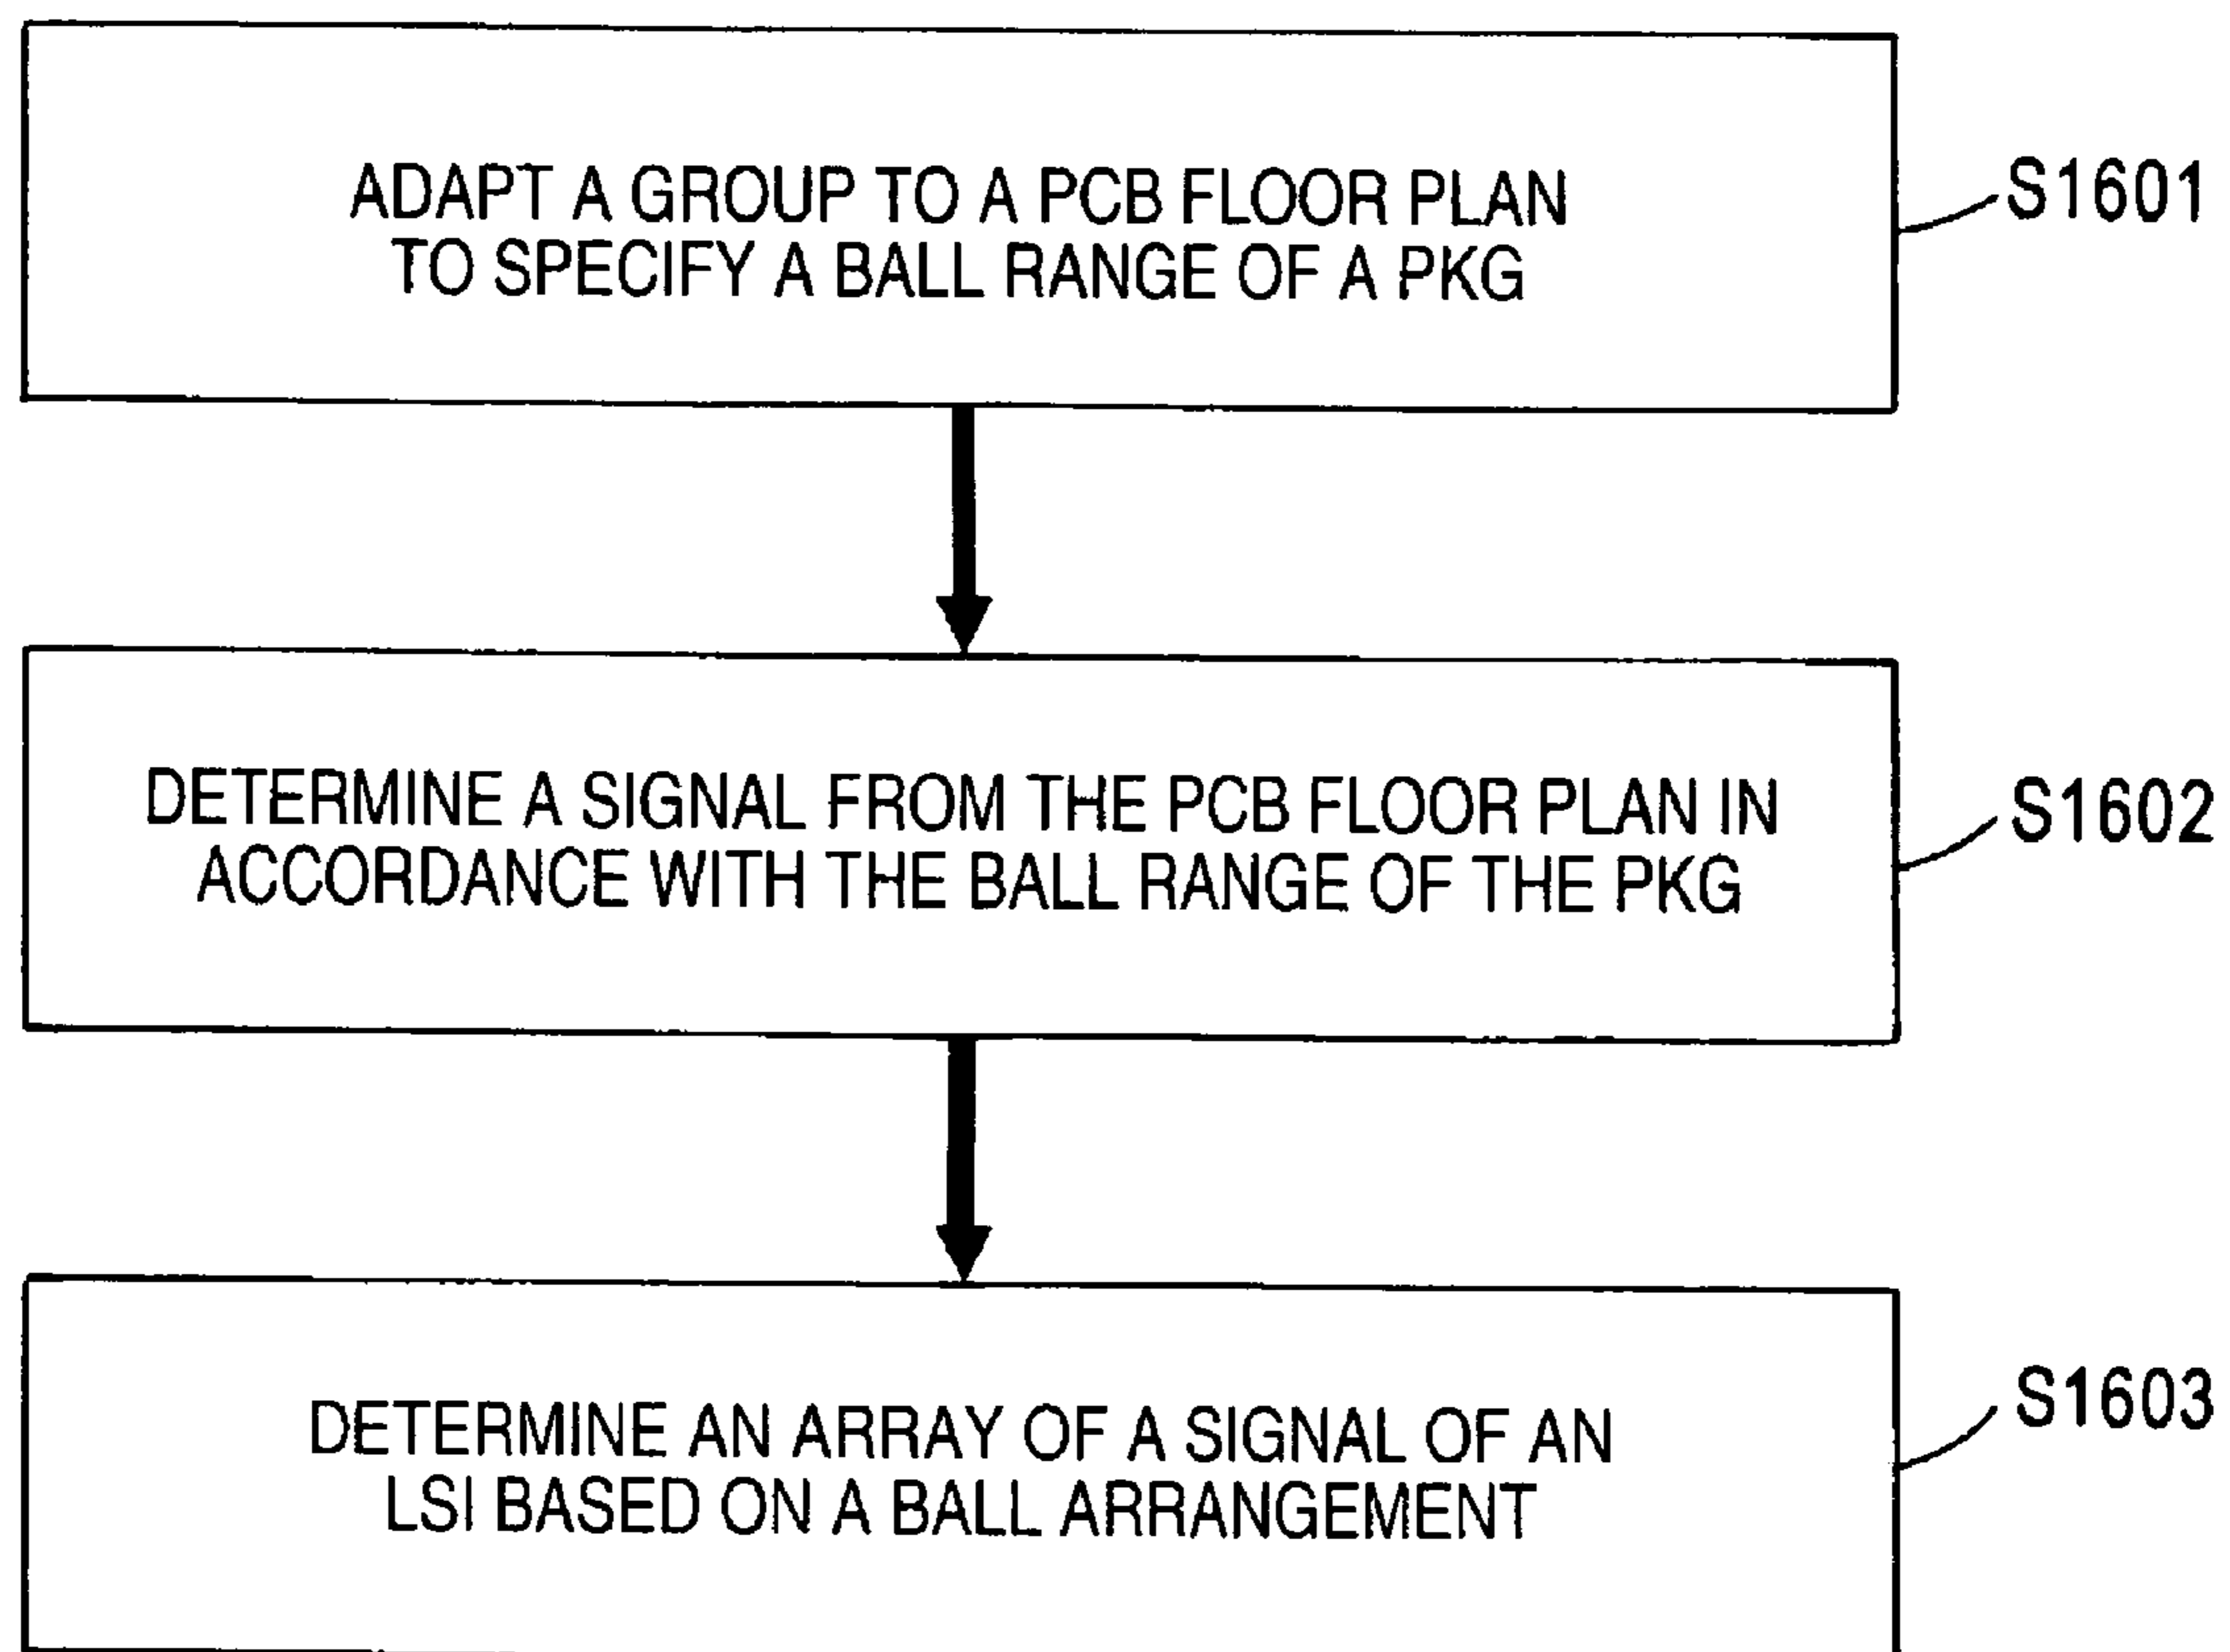 ADAPT A GROUP TO A PCB FLOOR PLAN
TO SPECIFY A BALL RANGE OF A PKG
S1601
DETERMINE A SIGNAL FROM THE PCB FLOOR PLAN IN
ACCORDANCE WITH THE BALL RANGE OF THE PKG
S1602
DETERMINE AN ARRAY OF A SIGNAL OF AN
LSI BASED ON A BALL ARRANGEMENT
S1603